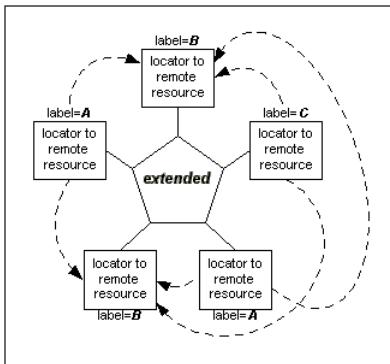 label=B
locator to
remote
resource
label=A
locator to
remote
resource
label=C
locator to
remote
resource
extended
locator to
remote
resource
label=B
locator to
remote
resource
label=A